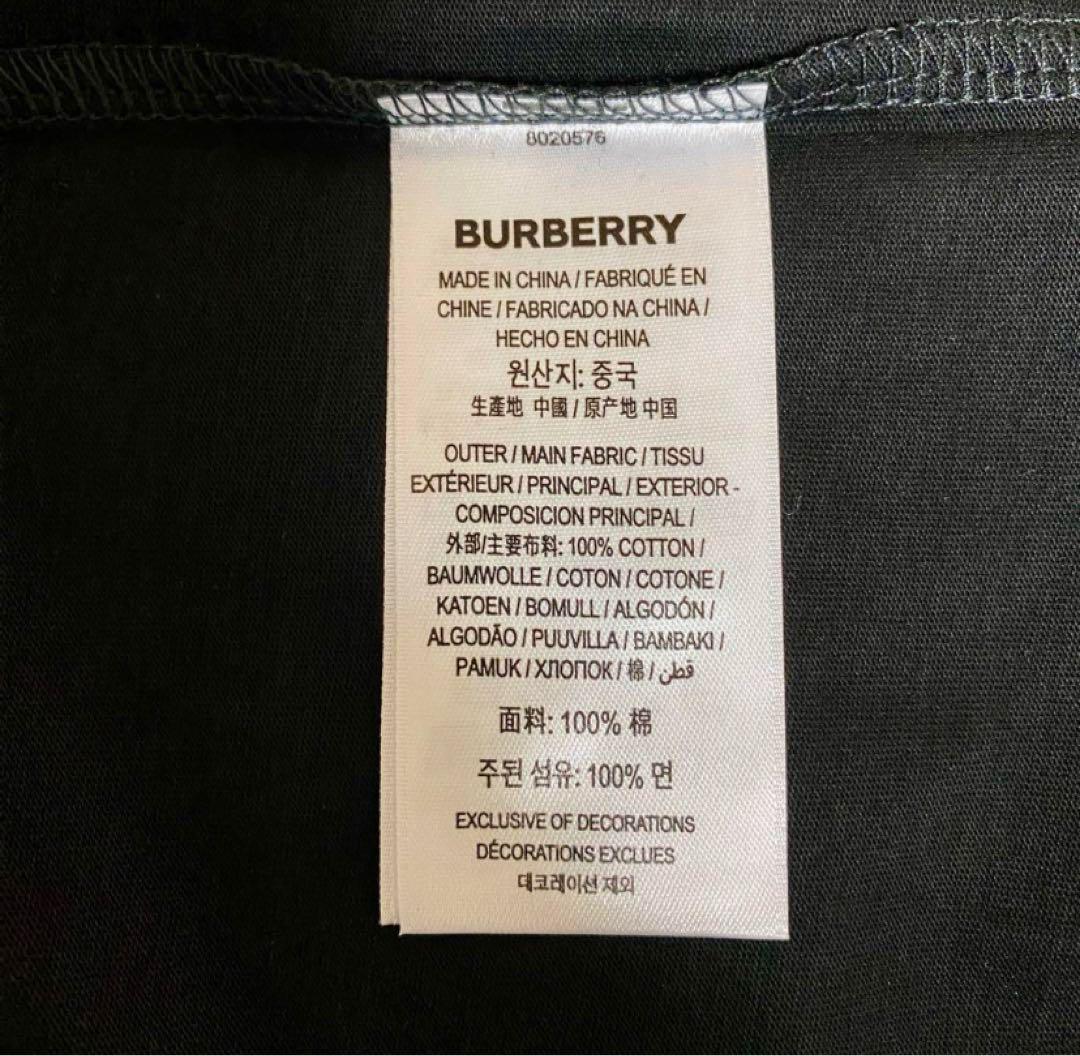 8020576
BURBERRY
MADE IN CHINA / FABRIQUÉ EN
CHINE / FABRICADO NA CHINA /
HECHO EN CHINA
원산지: 중국
生產地 中國 / 原产地 中国
OUTER / MAIN FABRIC / TISSU
EXTÉRIEUR / PRINCIPAL / EXTERIOR -
COMPOSICION PRINCIPAL /
外部/主要布料: 100% COTTON /
BAUMWOLLE / COTON / COTONE /
KATOEN / BOMULL / ALGODÓN /
ALGODÃO / PUUVILLA / BAMBAKI /
PAMUK / ХЛОПОК / 棉 / قطن
面料: 100% 棉
주된 섬유: 100% 면
EXCLUSIVE OF DECORATIONS
DÉCORATIONS EXCLUES
데코레이션 제외